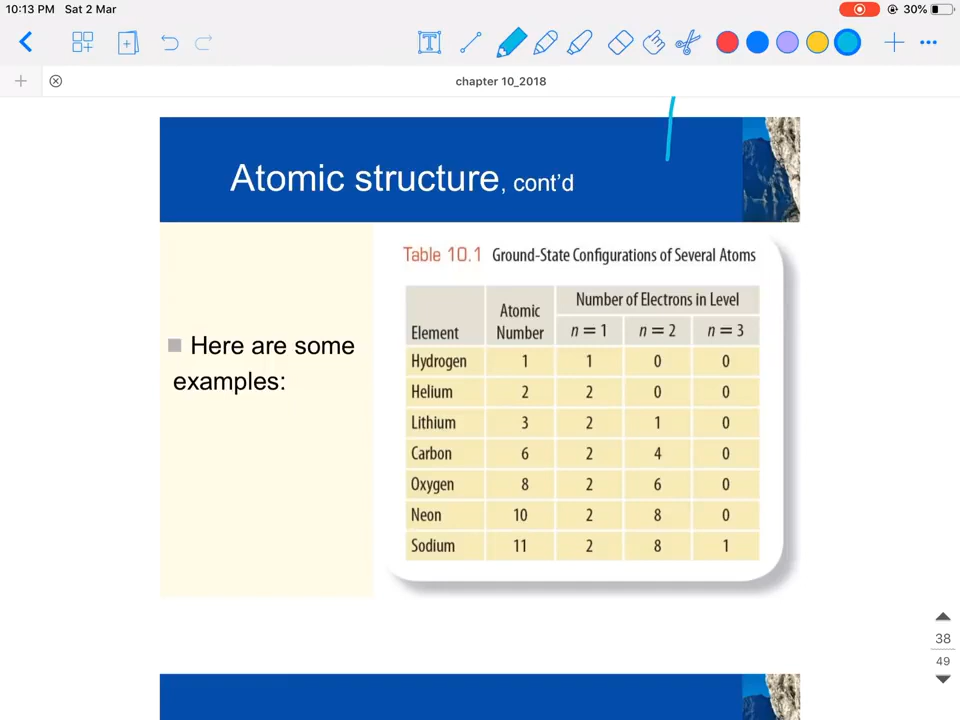 10:13 PM Sat 2 Mar 30%
chapter 10_2018
Atomic structure, cont'd
Table 10.1 Ground-State Configurations of Several Atoms
Number of Electrons in Level
Element Atomic Number n = 1 n = 2 n = 3
Hydrogen 1 1 0 0
Here are some
examples:
Helium 2 2 0 0
Lithium 3 2 1 0
Carbon 6 2 4 0
Oxygen 8 2 6 0
Neon 10 2 8 0
Sodium 11 2 8 1
38
49